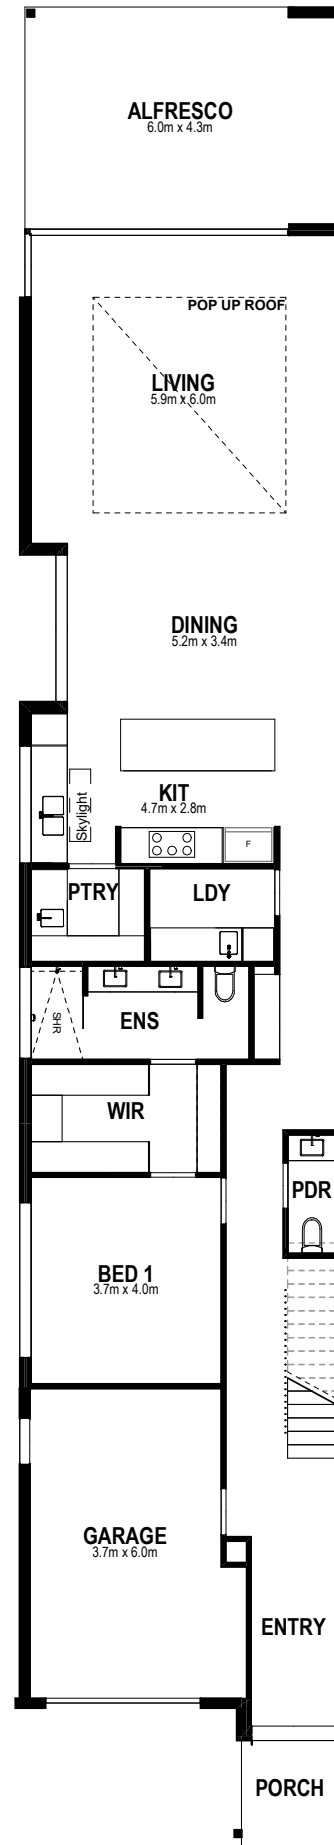 ALFRESCO
6.0m x 4.3m
POP UP ROOF
LIVING
5.9m x 6.0m
DINING
5.2m x 3.4m
KIT
4.7m x 2.8m
Skylight
F
PTRY
LDY
ENS
SHR
WIR
PDR
BED 1
3.7m x 4.0m
GARAGE
3.7m x 6.0m
ENTRY
PORCH